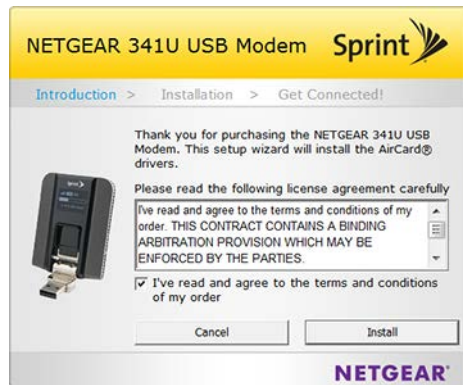 NETGEAR 341U USB Modem
Sprint
Introduction > Installation > Get Connected!
Thank you for purchasing the NETGEAR 341U USB
Modem. This setup wizard will install the AirCard®
drivers.
Please read the following license agreement carefully
I've read and agree to the terms and conditions of my
order. THIS CONTRACT CONTAINS A BINDING
ARBITRATION PROVISION WHICH MAY BE
ENFORCED BY THE PARTIES.
I've read and agree to the terms and conditions
of my order
Cancel
Install
NETGEAR®